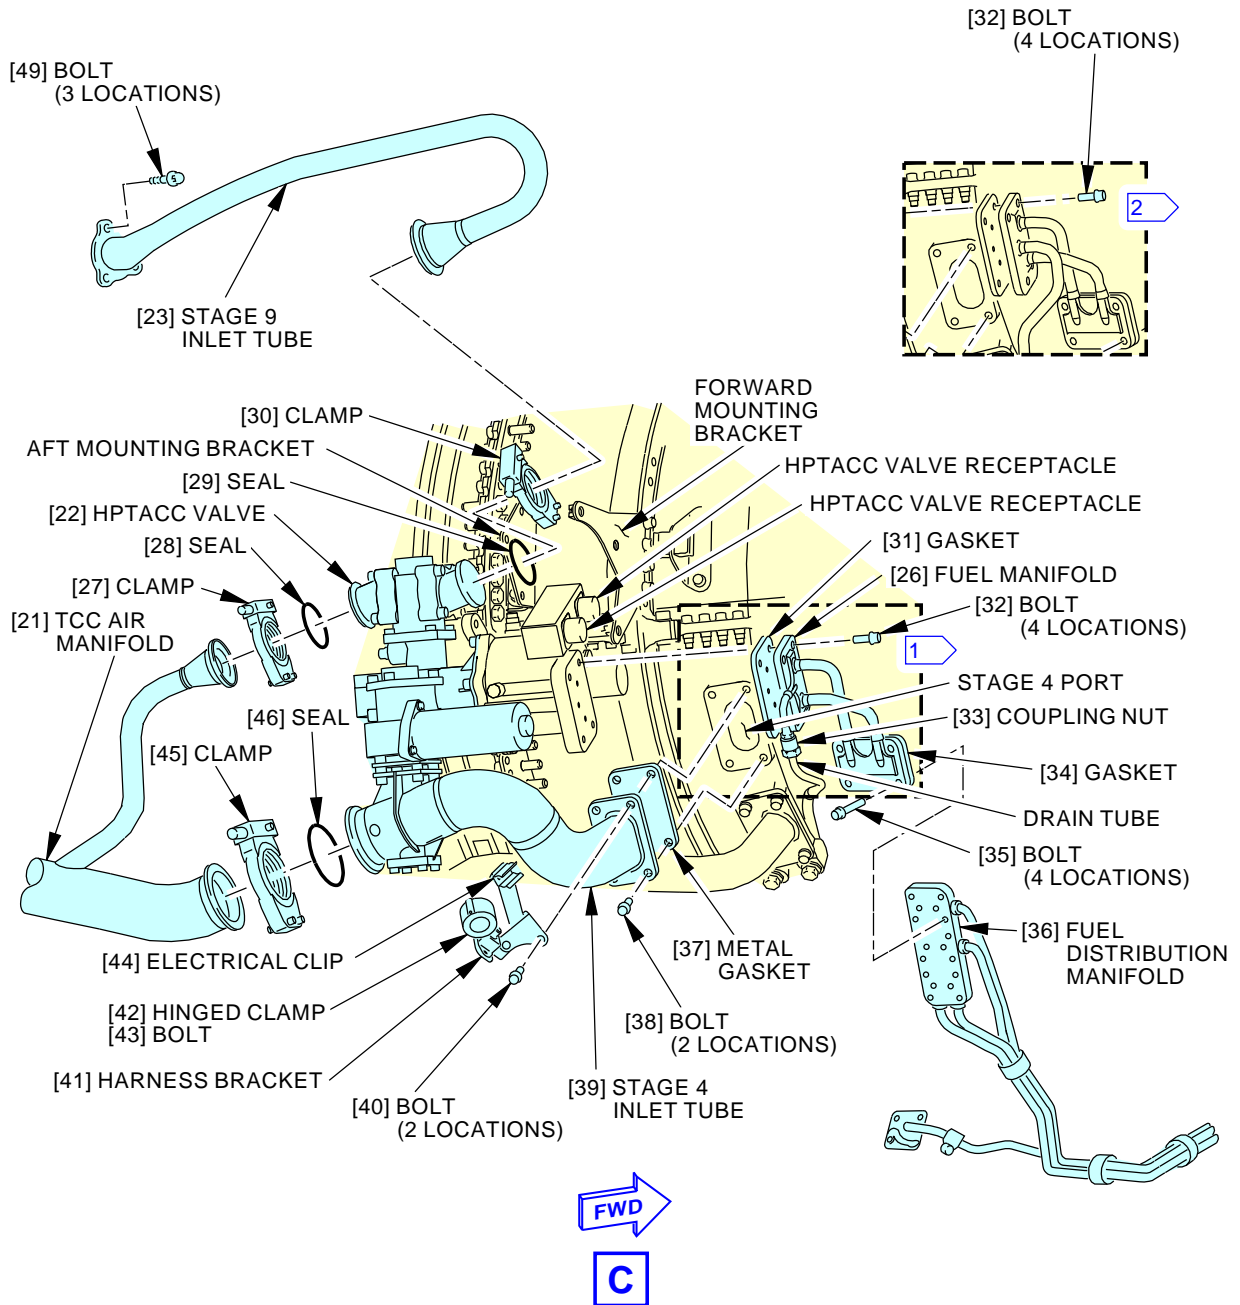 [32] BOLT
(4 LOCATIONS)
[49] BOLT
(3 LOCATIONS)
2
[23] STAGE 9
INLET TUBE
FORWARD
MOUNTING
BRACKET
[30] CLAMP
AFT MOUNTING BRACKET
HPTACC VALVE RECEPTACLE
[29] SEAL
HPTACC VALVE RECEPTACLE
[22] HPTACC VALVE
[31] GASKET
[28] SEAL
[26] FUEL MANIFOLD
[27] CLAMP
[32] BOLT
(4 LOCATIONS)
[21] TCC AIR
MANIFOLD
1
STAGE 4 PORT
[46] SEAL
[33] COUPLING NUT
[45] CLAMP
[34] GASKET
DRAIN TUBE
[35] BOLT
(4 LOCATIONS)
[36] FUEL
DISTRIBUTION
MANIFOLD
[37] METAL
GASKET
[44] ELECTRICAL CLIP
[42] HINGED CLAMP
[43] BOLT
[38] BOLT
(2 LOCATIONS)
[41] HARNESS BRACKET
[39] STAGE 4
INLET TUBE
[40] BOLT
(2 LOCATIONS)
FWD
C